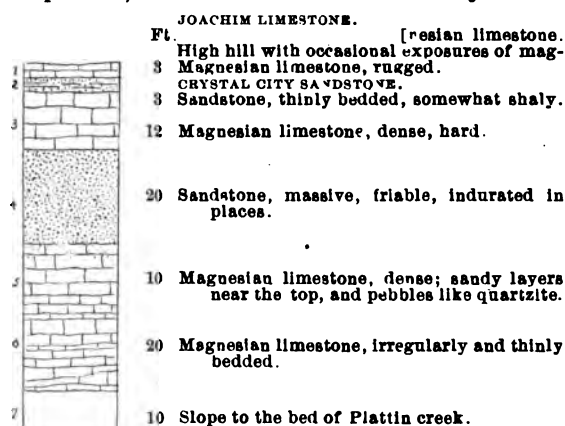 JOACHIM LIMESTONE.
Ft. [nesian limestone.
High hill with occasional exposures of mag-
1 3 Magnesian limestone, rugged.
CRYSTAL CITY SANDSTONE.
2 3 Sandstone, thinly bedded, somewhat shaly.
3 12 Magnesian limestone, dense, hard.
4 20 Sandstone, massive, friable, indurated in
places.
5 10 Magnesian limestone, dense; sandy layers
near the top, and pebbles like quartzite.
6 20 Magnesian limestone, irregularly and thinly
bedded.
7 10 Slope to the bed of Plattin creek.